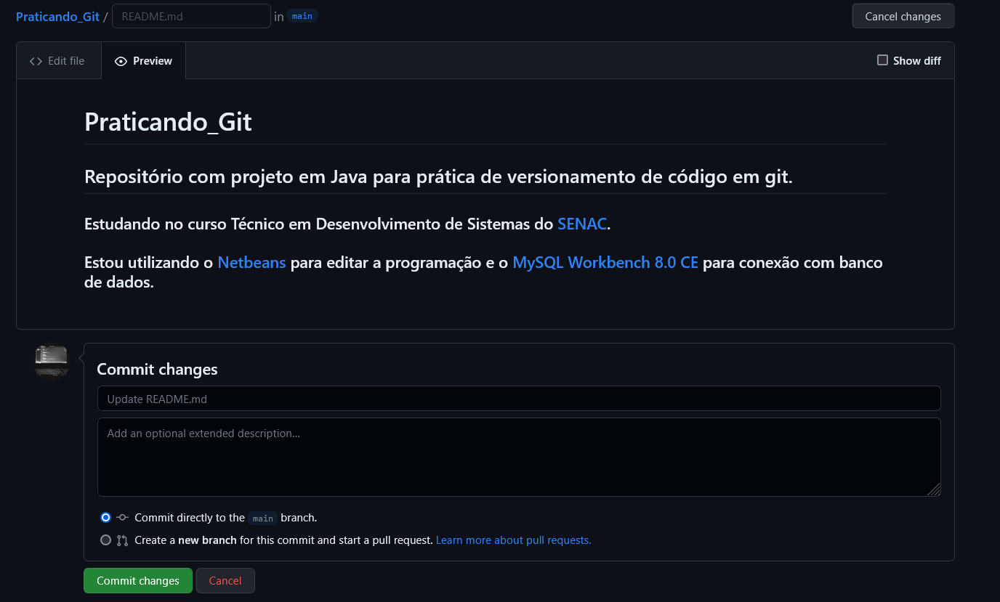 Praticando_Git / README.md in main Cancel changes
Edit file Preview Show diff
Praticando_Git
Repositório com projeto em Java para prática de versionamento de código em git.
Estudando no curso Técnico em Desenvolvimento de Sistemas do SENAC.
Estou utilizando o Netbeans para editar a programação e o MySQL Workbench 8.0 CE para conexão com banco
de dados.
Commit changes
Update README.md
Add an optional extended description...
Commit directly to the main branch.
Create a new branch for this commit and start a pull request. Learn more about pull requests.
Commit changes Cancel